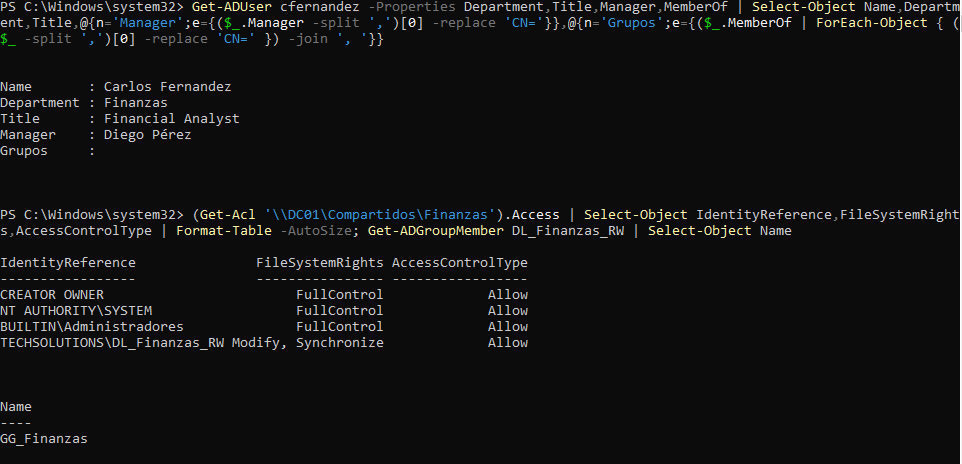 PS C:\Windows\system32> Get-ADUser cfernandez -Properties Department,Title,Manager,MemberOf | Select-Object Name,Departm
ent,Title,@{n='Manager';e={($_.Manager -split ',')[0] -replace 'CN='}},@{n='Grupos';e={($_.MemberOf | ForEach-Object { (
$_ -split ',')[0] -replace 'CN=' }) -join ', '}}
Name       : Carlos Fernandez
Department : Finanzas
Title      : Financial Analyst
Manager    : Diego Pérez
Grupos     :
PS C:\Windows\system32> (Get-Acl '\\DC01\Compartidos\Finanzas').Access | Select-Object IdentityReference,FileSystemRight
s,AccessControlType | Format-Table -AutoSize; Get-ADGroupMember DL_Finanzas_RW | Select-Object Name
IdentityReference               FileSystemRights AccessControlType
-----------------               ---------------- -----------------
CREATOR OWNER                        FullControl             Allow
NT AUTHORITY\SYSTEM                  FullControl             Allow
BUILTIN\Administradores              FullControl             Allow
TECHSOLUTIONS\DL_Finanzas_RW Modify, Synchronize             Allow
Name
----
GG_Finanzas